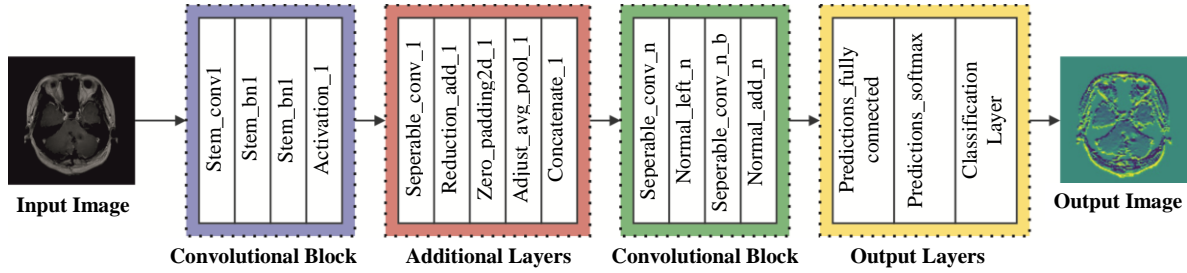 Input Image
Stem_conv1
Stem_bn1
Stem_bn1
Activation_1
Convolutional Block
Seperable_conv_1
Reduction_add_1
Zero_padding2d_1
Adjust_avg_pool_1
Concatenate_1
Additional Layers
Seperable_conv_n
Normal_left_n
Seperable_conv_n_b
Normal_add_n
Convolutional Block
Predictions_fully
connected
Predictions_softmax
Classification
Layer
Output Layers
Output Image